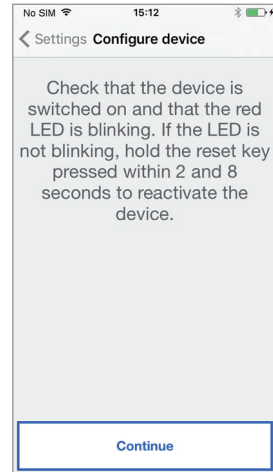 No SIM 15:12
Settings Configure device
Check that the device is
switched on and that the red
LED is blinking. If the LED is
not blinking, hold the reset key
pressed within 2 and 8
seconds to reactivate the
device.
Continue